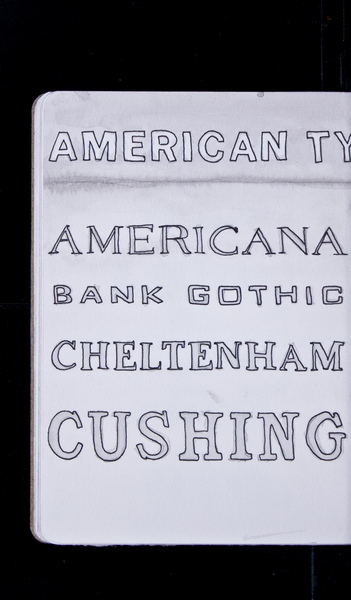 AMERICAN TY
AMERICANA
BANK GOTHIC
CHELTENHAM
CUSHING